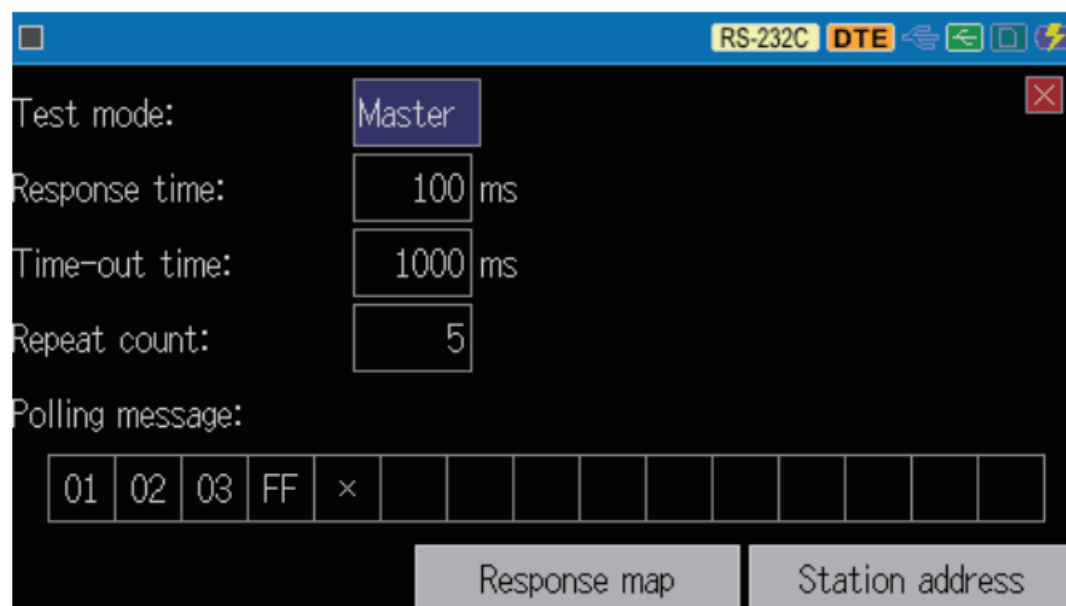 RS-232C DTE
Test mode: Master
Response time: 100 ms
Time-out time: 1000 ms
Repeat count: 5
Polling message:
01 02 03 FF ×
Response map Station address